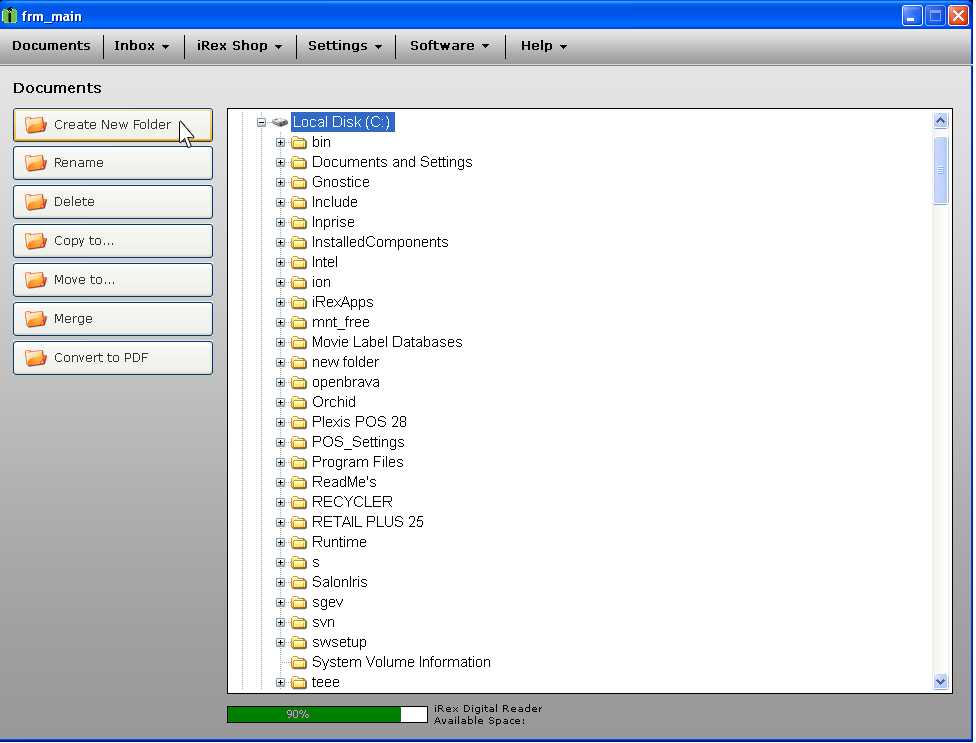 frm_main
Documents Inbox iRex Shop Settings Software Help
Documents
Create New Folder
Rename
Delete
Copy to...
Move to...
Merge
Convert to PDF
Local Disk (C:)
bin
Documents and Settings
Gnostice
Include
Inprise
InstalledComponents
Intel
ion
iRexApps
mnt_free
Movie Label Databases
new folder
openbrava
Orchid
Plexis POS 28
POS_Settings
Program Files
ReadMe's
RECYCLER
RETAIL PLUS 25
Runtime
s
SalonIris
sgev
svn
swsetup
System Volume Information
teee
90%
iRex Digital Reader
Available Space: